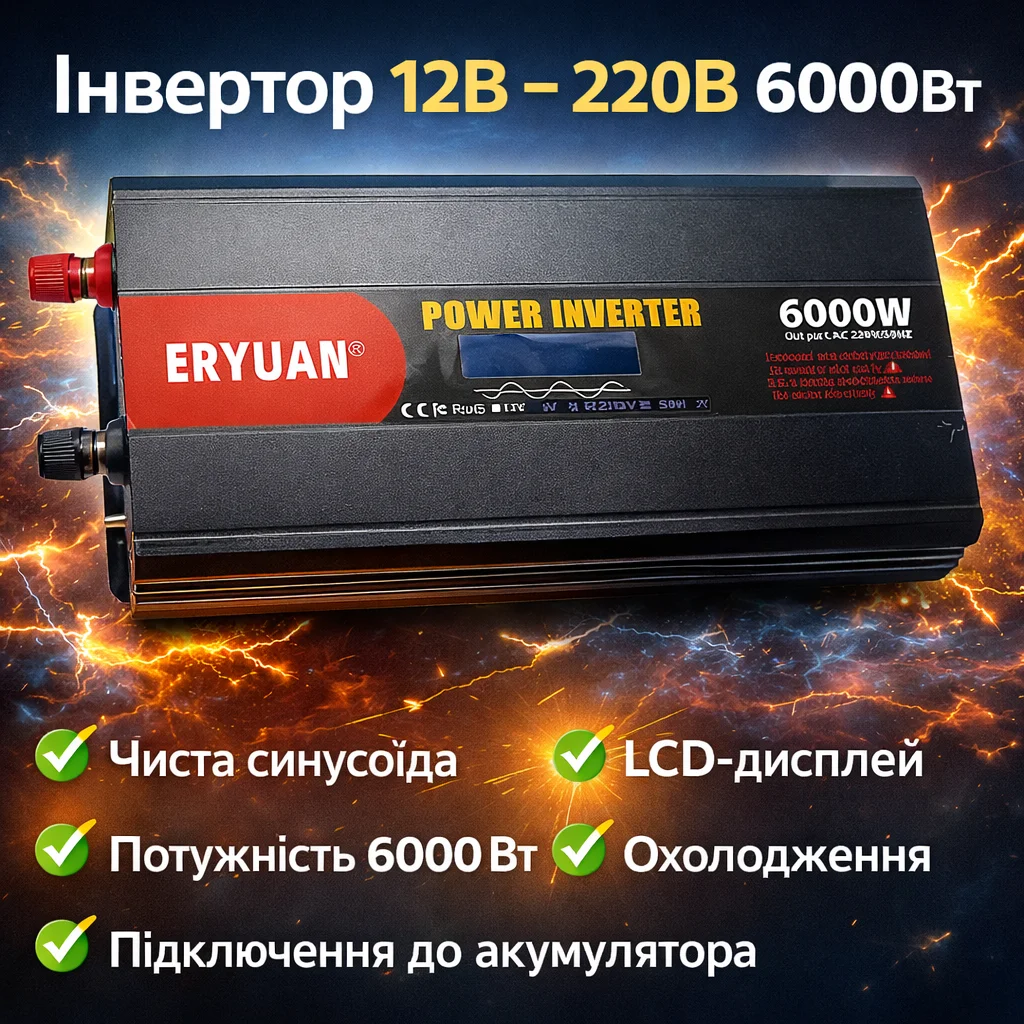 Інвертор 12В – 220В 6000Вт
POWER INVERTER
6000W
ERYUAN®
Чиста синусоїда
LCD-дисплей
Потужність 6000 Вт
Охолодження
Підключення до акумулятора